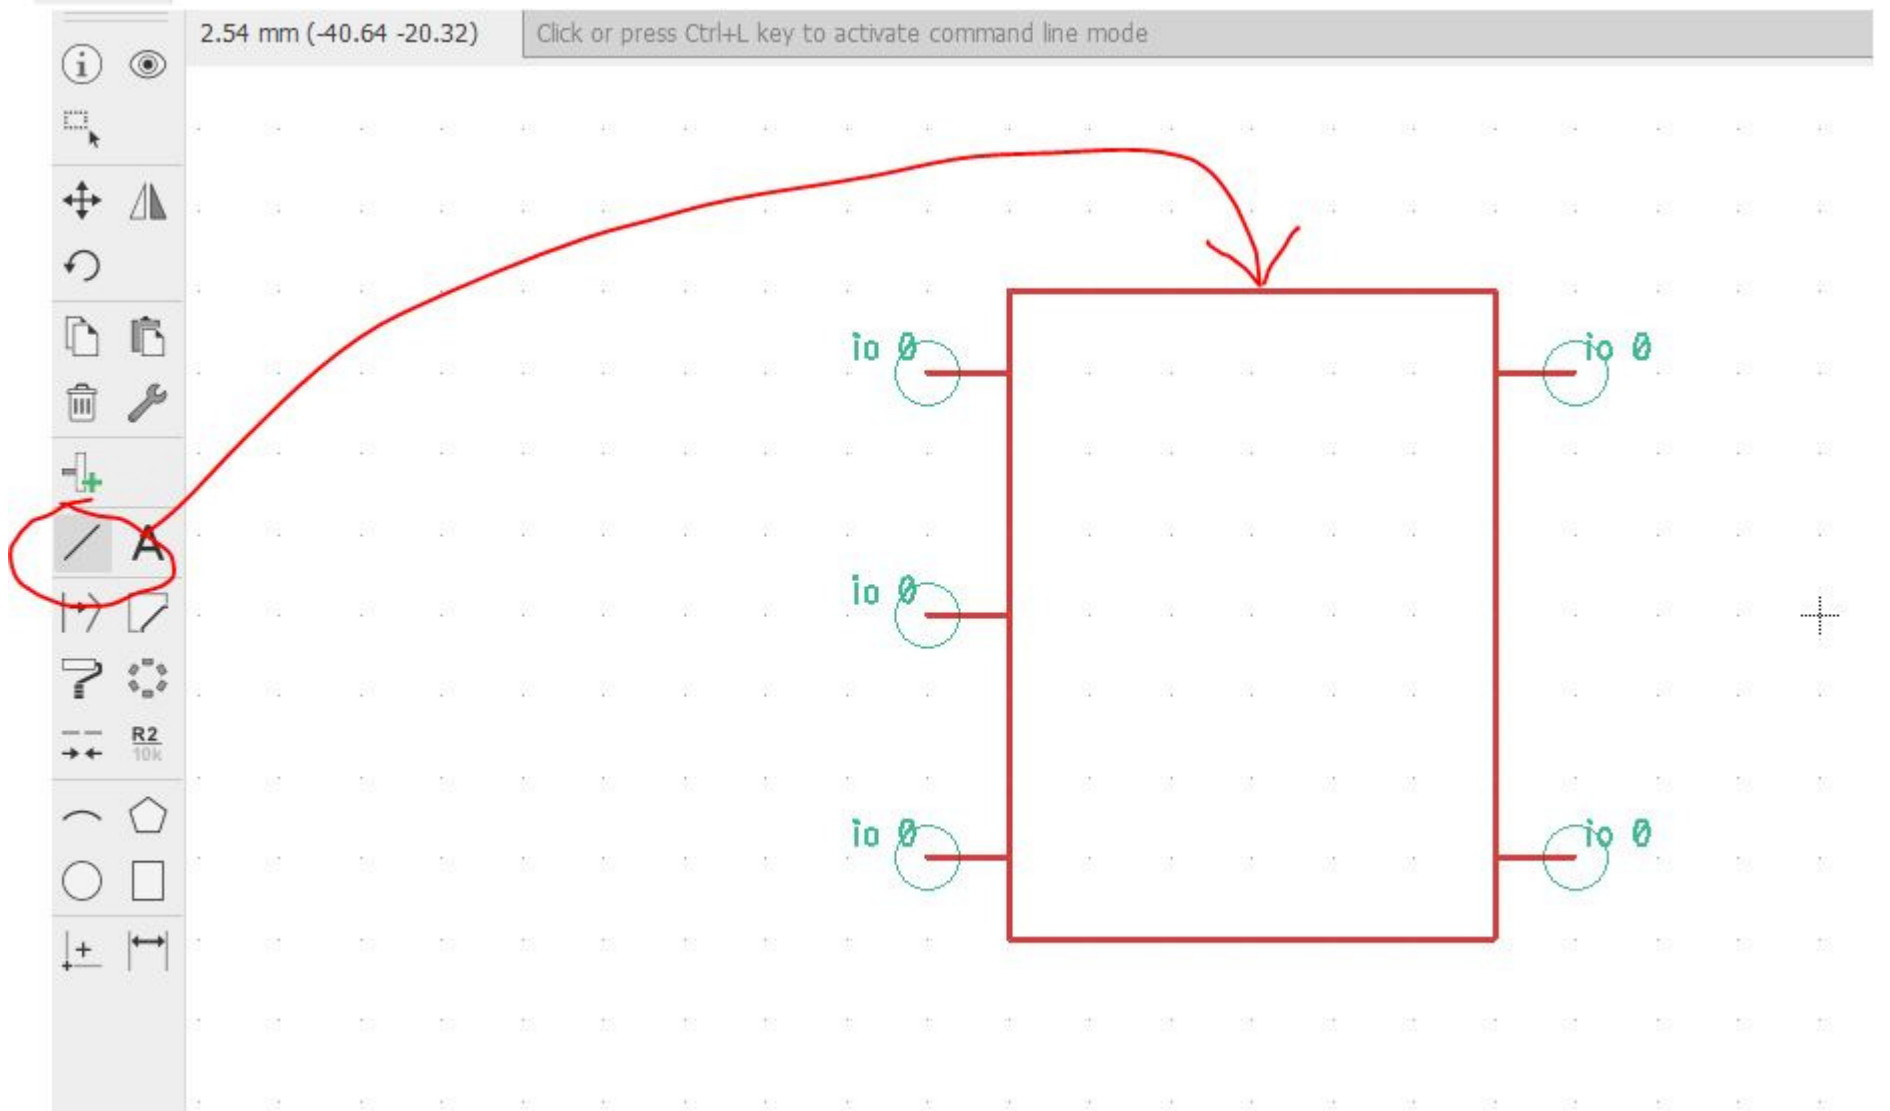 2.54 mm (-40.64 -20.32)
Click or press Ctrl+L key to activate command line mode
io 0
io 0
A
io 0
R2
10k
io 0
io 0